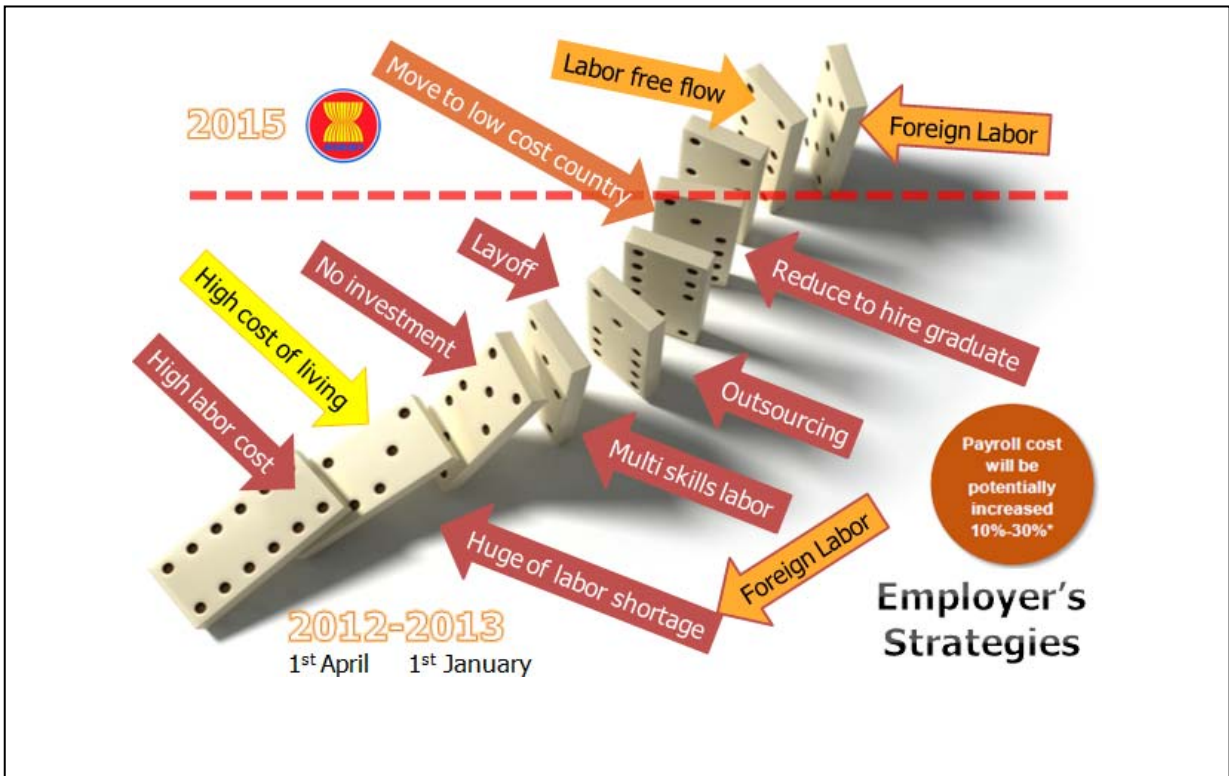 2015
Labor free flow
Foreign Labor
Move to low cost country
Layoff
No investment
High cost of living
High labor cost
Reduce to hire graduate
Outsourcing
Multi skills labor
Huge of labor shortage
Foreign Labor
Payroll cost
will be
potentially
increased
10%-30%*
Employer's
Strategies
2012-2013
1st April 1st January